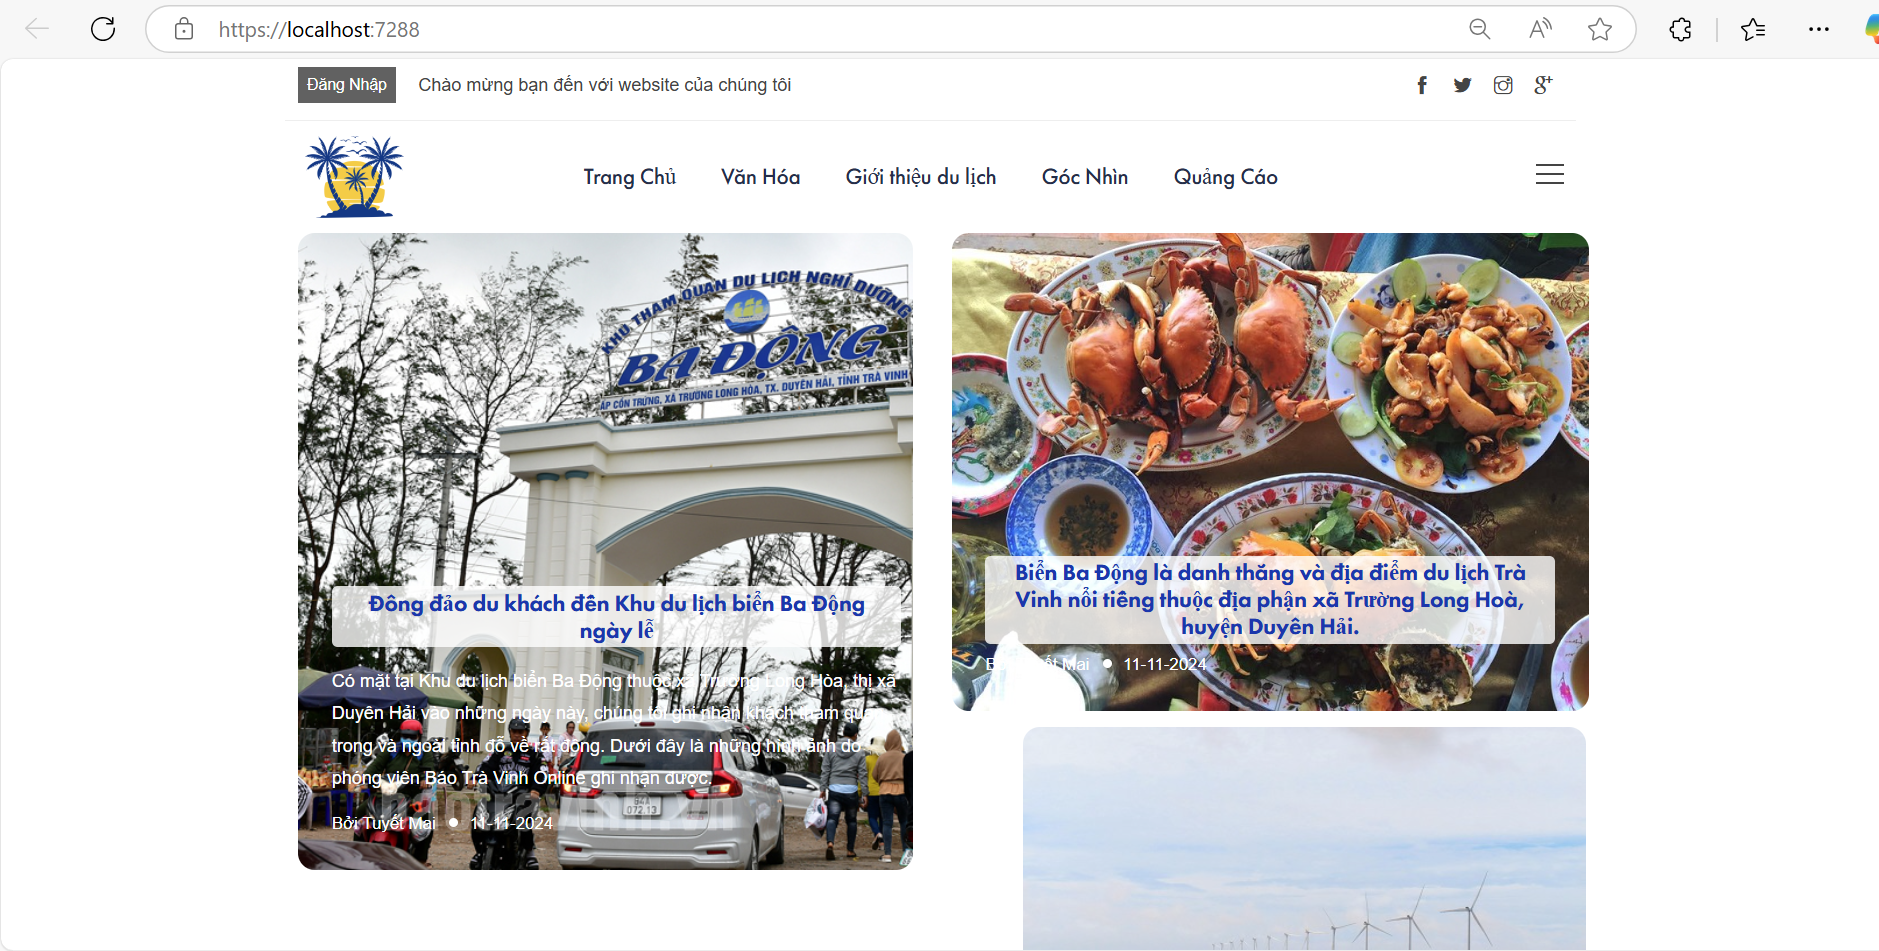 https://localhost:7288
Đăng Nhập
Chào mừng bạn đến với website của chúng tôi
Trang Chủ
Văn Hóa
Giới thiệu du lịch
Góc Nhìn
Quảng Cáo
KHU THAM QUAN DU LỊCH NGHỈ DƯỠNG
BA ĐỘNG
ẤP CỒN TRỨNG, XÃ TRƯỜNG LONG HÒA, TX. DUYÊN HẢI, TỈNH TRÀ VINH
Đông đảo du khách đến Khu du lịch biển Ba Động
ngày lễ
Có mặt tại Khu du lịch biển Ba Động thuộc xã Trường Long Hòa, thị xã
Duyên Hải vào những ngày này, chúng tôi ghi nhận khách tham quan
trong và ngoài tỉnh đổ về rất đông. Dưới đây là những hình ảnh do
phóng viên Báo Trà Vinh Online ghi nhận được.
Bởi Tuyết Mai
11-11-2024
Biển Ba Động là danh thắng và địa điểm du lịch Trà
Vinh nổi tiếng thuộc địa phận xã Trường Long Hoà,
huyện Duyên Hải.
Bởi Tuyết Mai
11-11-2024